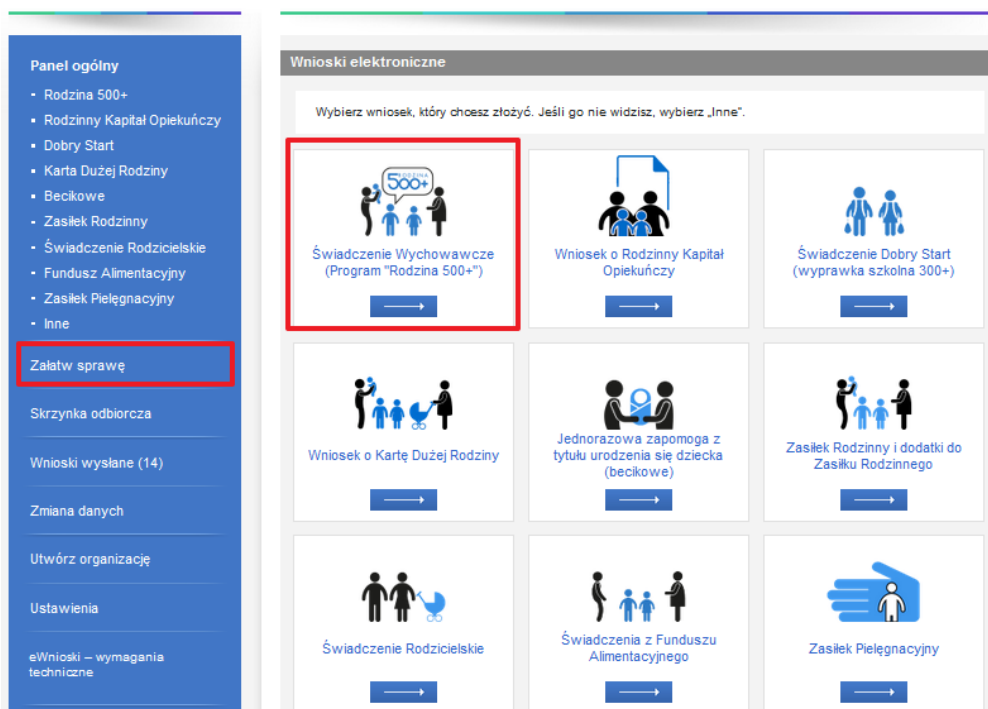 Panel ogólny
Rodzina 500+
Rodzinny Kapitał Opiekuńczy
Dobry Start
Karta Dużej Rodziny
Becikowe
Zasiłek Rodzinny
Świadczenie Rodzicielskie
Fundusz Alimentacyjny
Zasiłek Pielęgnacyjny
Inne
Załatw sprawę
Skrzynka odbiorcza
Wnioski wysłane (14)
Zmiana danych
Utwórz organizację
Ustawienia
eWnioski – wymagania
techniczne
Wnioski elektroniczne
Wybierz wniosek, który chcesz złożyć. Jeśli go nie widzisz, wybierz „Inne”.
RODZINA
500+
Świadczenie Wychowawcze
(Program "Rodzina 500+")
Wniosek o Rodzinny Kapitał
Opiekuńczy
Świadczenie Dobry Start
(wyprawka szkolna 300+)
Wniosek o Kartę Dużej Rodziny
Jednorazowa zapomoga z
tytułu urodzenia się dziecka
(becikowe)
Zasiłek Rodzinny i dodatki do
Zasiłku Rodzinnego
Świadczenie Rodzicielskie
Świadczenia z Funduszu
Alimentacyjnego
Zasiłek Pielęgnacyjny